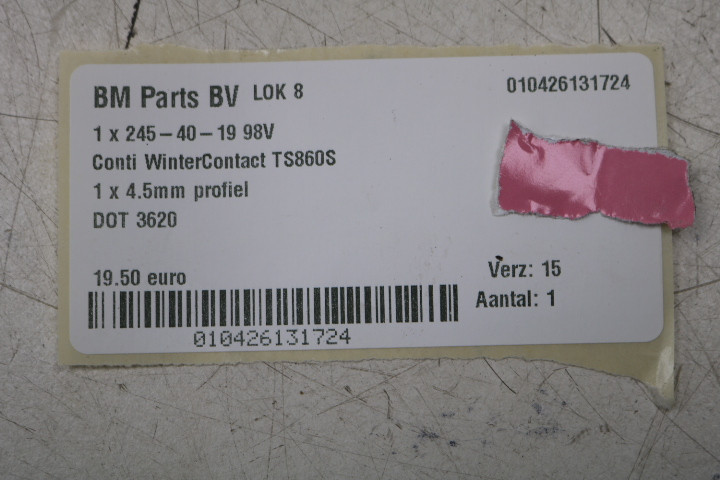 BM Parts BV LOK 8 010426131724
1 x 245-40-19 98V
Conti WinterContact TS860S
1 x 4.5mm profiel
DOT 3620
19.50 euro Verz: 15
Aantal: 1
010426131724